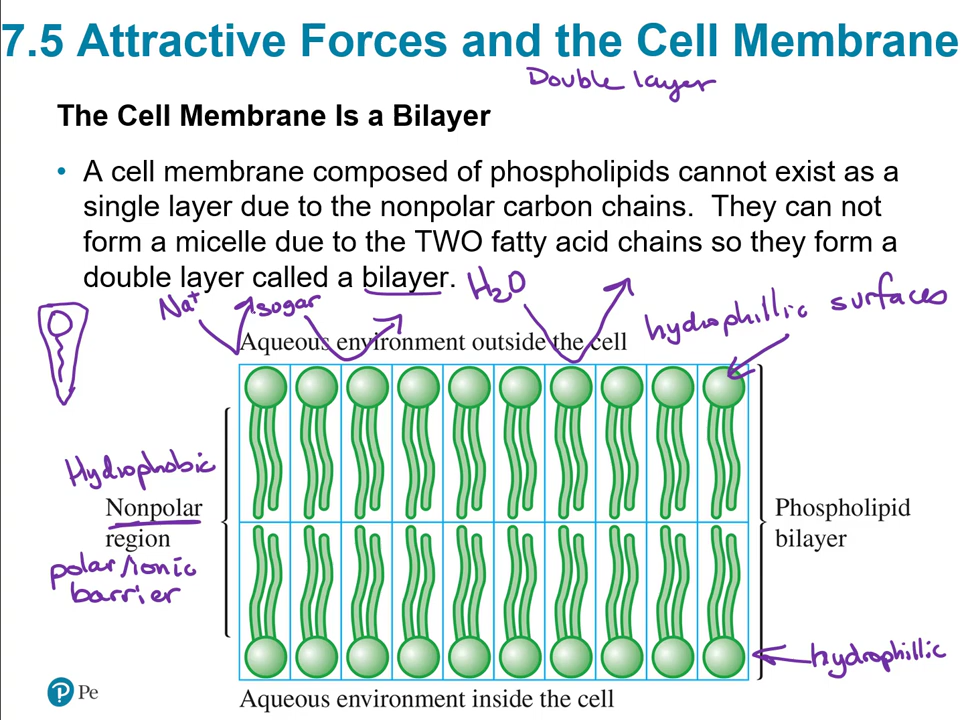 7.5 Attractive Forces and the Cell Membrane
Double layer
The Cell Membrane Is a Bilayer
• A cell membrane composed of phospholipids cannot exist as a
single layer due to the nonpolar carbon chains. They can not
form a micelle due to the TWO fatty acid chains so they form a
double layer called a bilayer.
H2O
Na+
sugar
hydrophillic surfaces
Aqueous environment outside the cell
Hydrophobic
Nonpolar
region
polar/ionic
barrier
Phospholipid
bilayer
hydrophillic
Aqueous environment inside the cell
P Pe